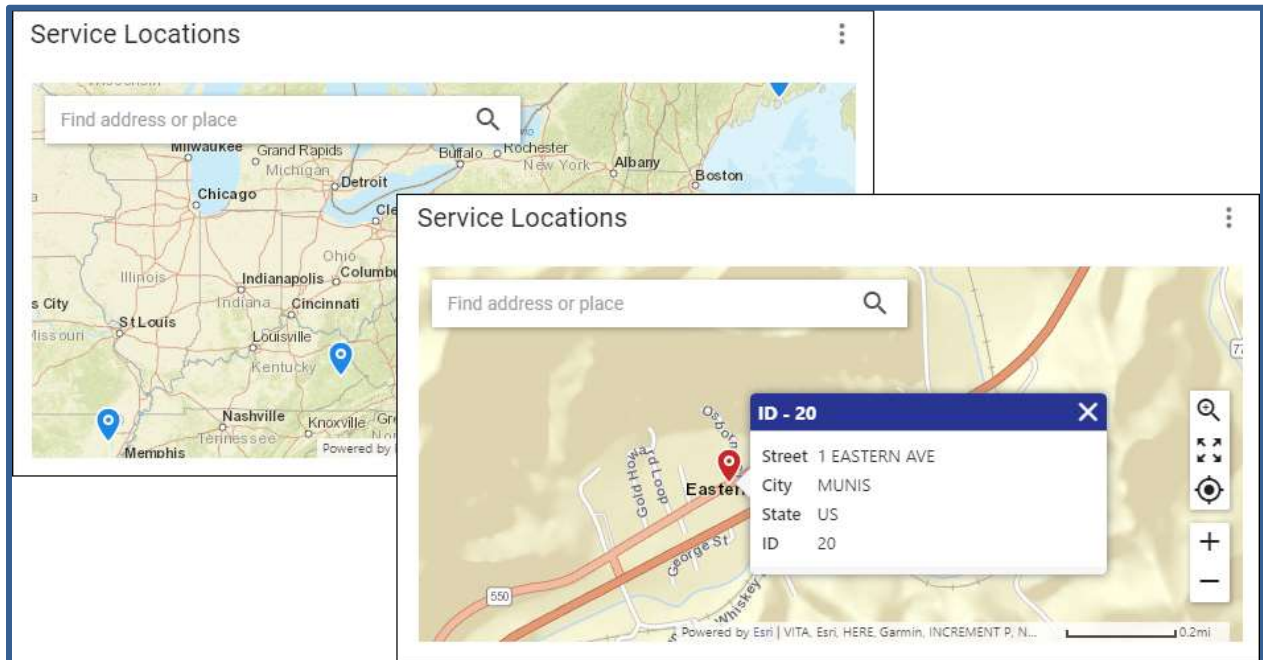 Service Locations
Find address or place
Milwaukee
Grand Rapids
Michigan
Buffalo
Rochester
New York
Albany
Detroit
Boston
Chicago
Ohio
Illinois
Indianapolis
Indiana
Cincinnati
s City
St Louis
Louisville
Kentucky
Nashville
Knoxville
Tennessee
Memphis
Powered by
Service Locations
Find address or place
ID - 20
Street 1 EASTERN AVE
City MUNIS
State US
ID 20
Gold Howard Loop
George St
550
Whiskey
Powered by Esri | VITA, Esri, HERE, Garmin, INCREMENT P, N...
0.2mi